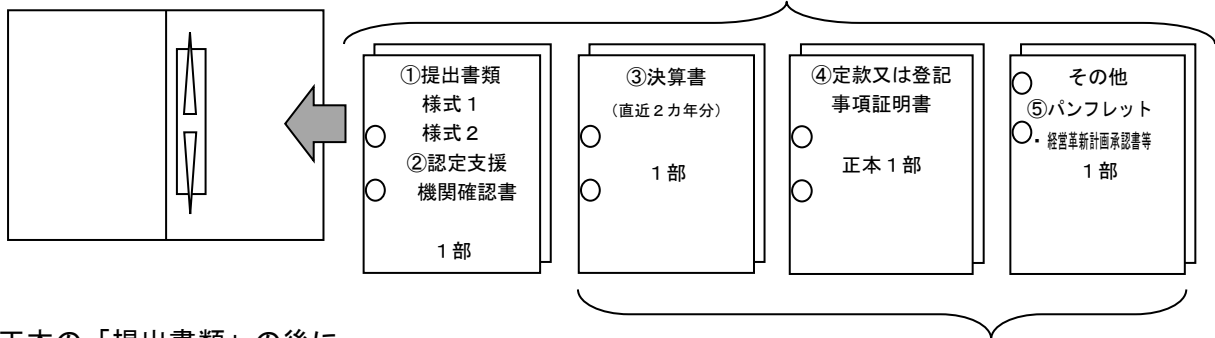 ①提出書類
様式１
様式２
②認定支援
機関確認書
１部
③決算書
（直近２カ年分）
１部
④定款又は登記
事項証明書
正本１部
その他
⑤パンフレット
・経営革新計画承認書等
１部
正本の「提出書類」の後に